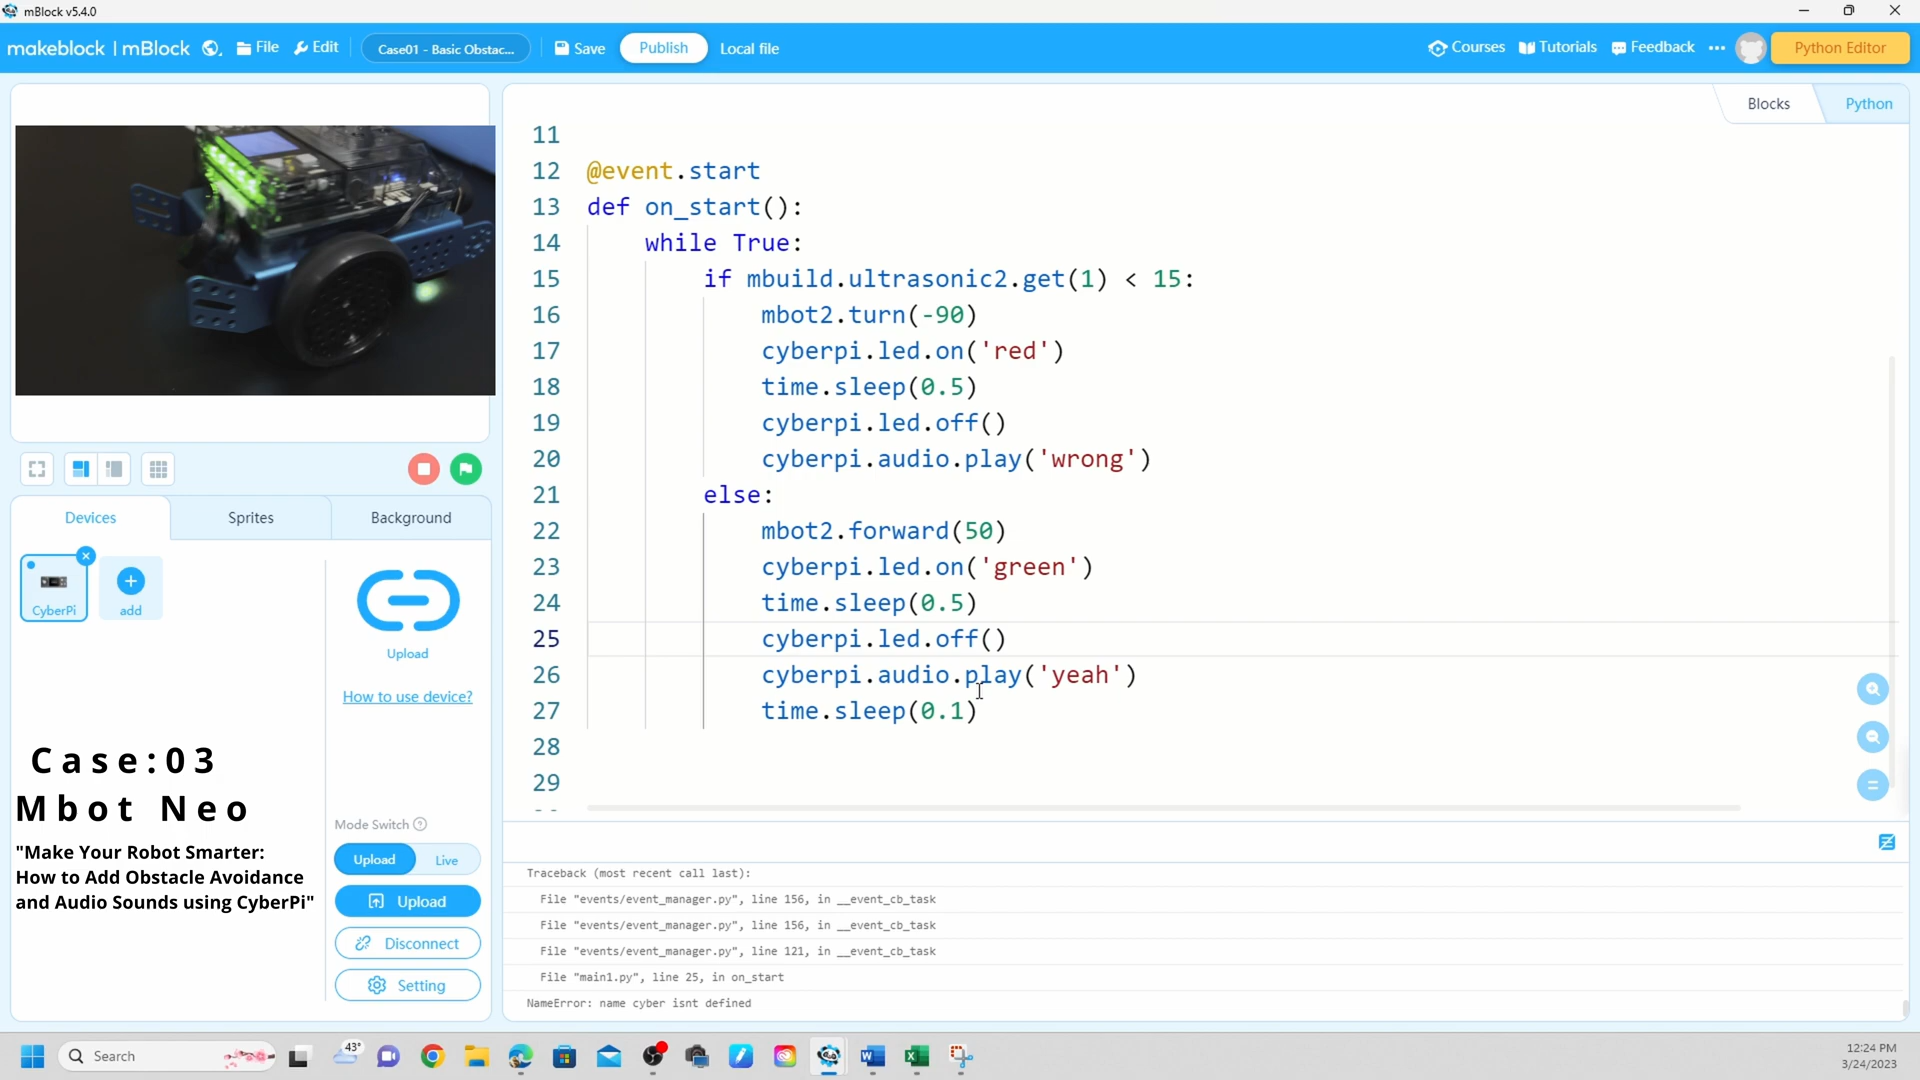 mBlock v5.4.0
makeblock | mBlock
File
Edit
Case01 - Basic Obstac...
Save
Publish
Local file
Courses
Tutorials
Feedback
Python Editor
Blocks
Python
11
12 @event.start
13 def on_start():
14 while True:
15 if mbuild.ultrasonic2.get(1) < 15:
16 mbot2.turn(-90)
17 cyberpi.led.on('red')
18 time.sleep(0.5)
19 cyberpi.led.off()
20 cyberpi.audio.play('wrong')
21 else:
22 mbot2.forward(50)
23 cyberpi.led.on('green')
24 time.sleep(0.5)
25 cyberpi.led.off()
26 cyberpi.audio.play('yeah')
27 time.sleep(0.1)
28
29
Devices
Sprites
Background
CyberPi
add
Upload
How to use device?
Case:03
Mbot Neo
"Make Your Robot Smarter:
How to Add Obstacle Avoidance
and Audio Sounds using CyberPi"
Mode Switch
Upload
Live
Upload
Disconnect
Setting
Traceback (most recent call last):
File "events/event_manager.py", line 156, in __event_cb_task
File "events/event_manager.py", line 156, in __event_cb_task
File "events/event_manager.py", line 121, in __event_cb_task
File "main1.py", line 25, in on_start
NameError: name cyber isnt defined
Search
43°
12:24 PM
3/24/2023